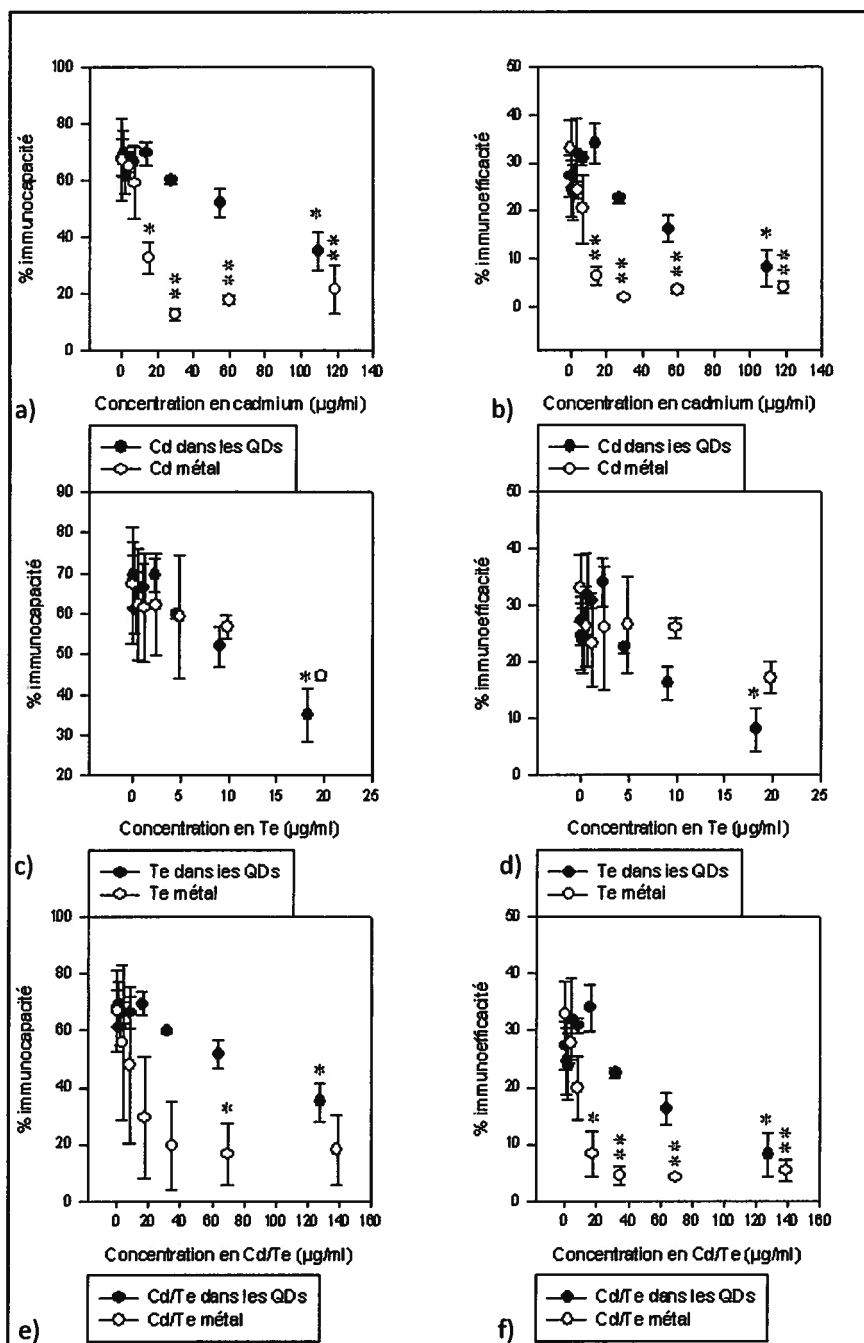 100
80
60
40
20
0
% immunocapacité
*
**
**
*
**
0 20 40 60 80 100 120 140
a)
Concentration en cadmium (µg/ml)
Cd dans les QDs
Cd métal
50
40
30
20
10
0
% immunoefficacité
**
**
**
*
**
0 20 40 60 80 100 120 140
b)
Concentration en cadmium (µg/ml)
Cd dans les QDs
Cd métal
90
80
70
60
50
40
30
20
% immunocapacité
*
0 5 10 15 20 25
Concentration en Te (µg/ml)
c)
Te dans les QDs
Te métal
50
40
30
20
10
0
% immunoefficacité
*
0 5 10 15 20 25
Concentration en Te (µg/ml)
d)
Te dans les QDs
Te métal
100
80
60
40
20
0
% immunocapacité
*
*
0 20 40 60 80 100 120 140 160
Concentration en Cd/Te (µg/ml)
e)
Cd/Te dans les QDs
Cd/Te métal
50
40
30
20
10
0
% immunoefficacité
*
**
**
*
**
0 20 40 60 80 100 120 140 160
Concentration en Cd/Te (µg/ml)
f)
Cd/Te dans les QDs
Cd/Te métal